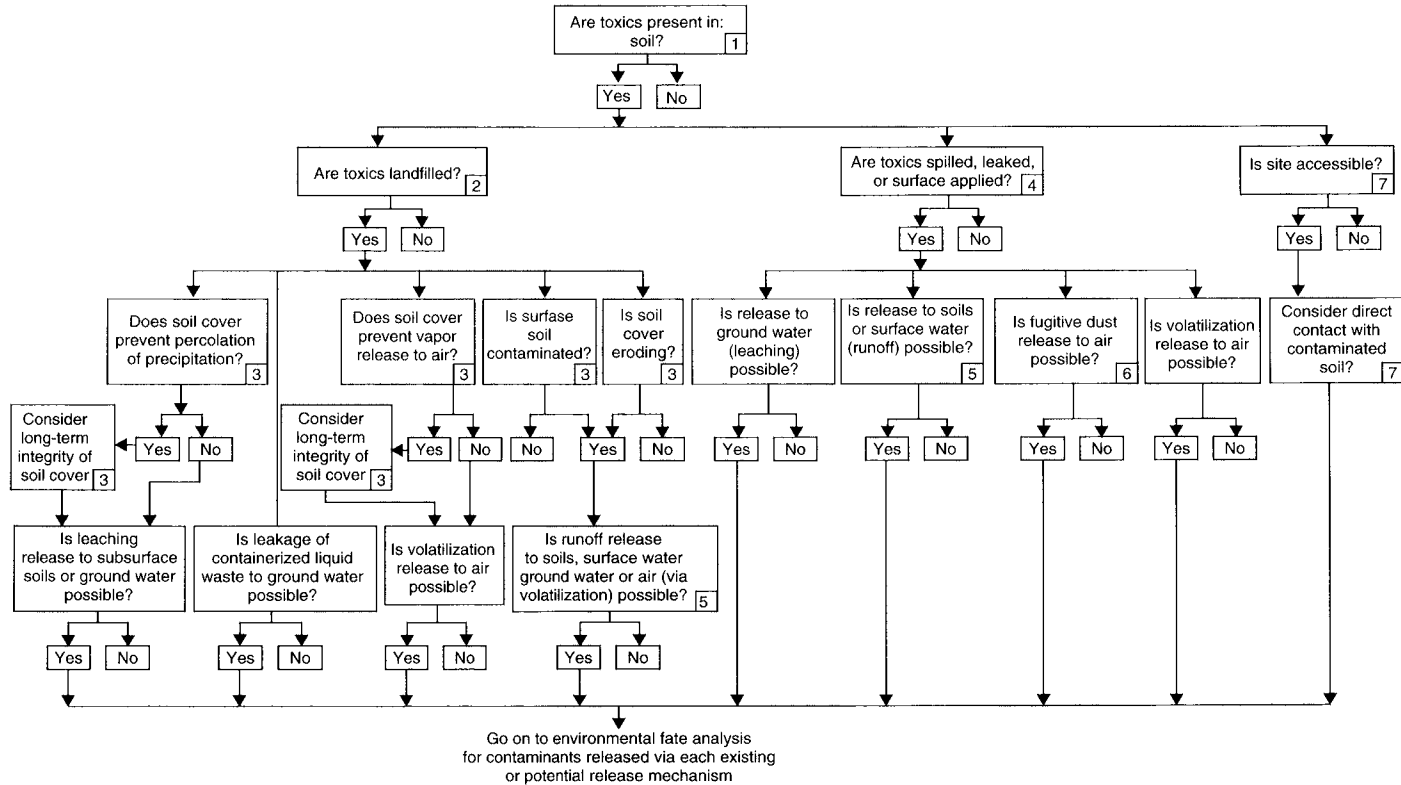 Are toxics present in:
soil?
1
Yes
No
Are toxics landfilled?
2
Are toxics spilled, leaked,
or surface applied?
4
Is site accessible?
7
Yes
No
Yes
No
Yes
No
Does soil cover
prevent percolation
of precipitation?
3
Does soil cover
prevent vapor
release to air?
3
Is surfase
soil
contaminated?
3
Is soil
cover
eroding?
3
Is release to
ground water
(leaching)
possible?
Is release to soils
or surface water
(runoff) possible?
5
Is fugitive dust
release to air
possible?
6
Is volatilization
release to air
possible?
Consider direct
contact with
contaminated
soil?
7
Consider
long-term
integrity of
soil cover
3
Yes
No
Consider
long-term
integrity of
soil cover
3
Yes
No
No
Yes
No
Yes
No
Yes
No
Yes
No
Yes
No
Is leaching
release to subsurface
soils or ground water
possible?
Is leakage of
containerized liquid
waste to ground water
possible?
Is volatilization
release to air
possible?
Is runoff release
to soils, surface water
ground water or air (via
volatilization) possible?
5
Yes
No
Yes
No
Yes
No
Yes
No
Go on to environmental fate analysis
for contaminants released via each existing
or potential release mechanism